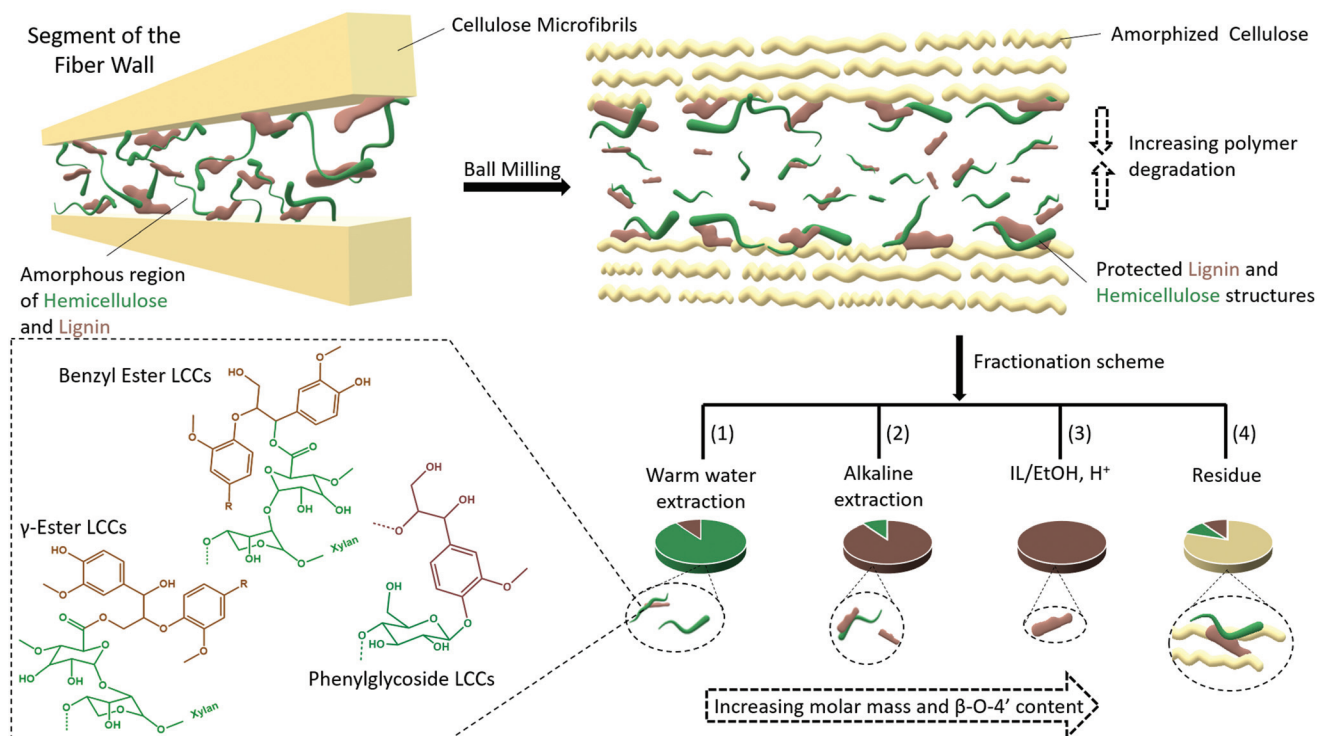 Segment of the
Fiber Wall
Cellulose Microfibrils
Amorphous region
of Hemicellulose
and Lignin
Ball Milling
Amorphized Cellulose
Increasing polymer
degradation
Protected Lignin and
Hemicellulose structures
Fractionation scheme
(1)
(2)
(3)
(4)
Warm water
extraction
Alkaline
extraction
IL/EtOH, H⁺
Residue
Increasing molar mass and β-O-4' content
Benzyl Ester LCCs
HO
O
OH
O
O
O
O
R
O
O
O
OH
OH
O
O
O
OH
O
Xylan
γ-Ester LCCs
HO
O
OH
R
O
O
O
O
O
O
HO
OH
O
O
O
OH
O
Xylan
OH
OH
O
O
OH
O
O
O
HO
OH
Phenylglycoside LCCs